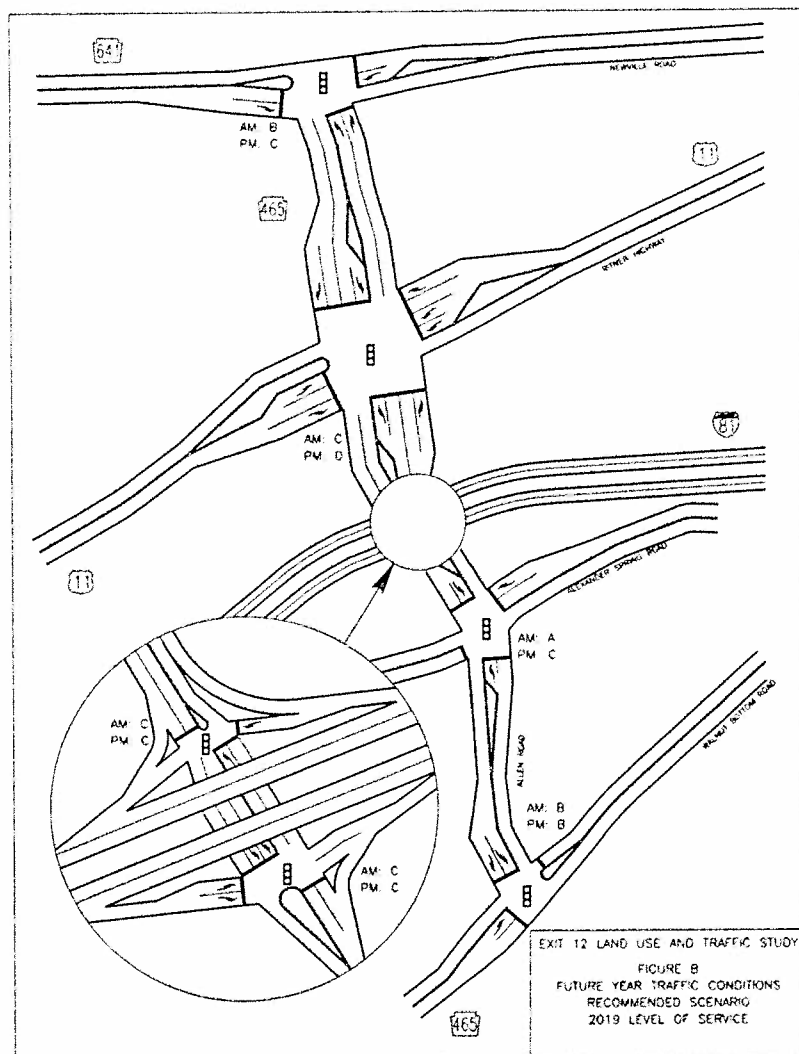 641
NEWVILLE ROAD
AM: B
PM: C
11
465
RITNER HIGHWAY
81
AM: C
PM: D
11
ALEXANDER SPRING ROAD
AM: A
PM: C
WALNUT BOTTOM ROAD
ALLEN ROAD
AM: C
PM: C
AM: B
PM: B
AM: C
PM: C
EXIT 12 LAND USE AND TRAFFIC STUDY
FIGURE 8
FUTURE YEAR TRAFFIC CONDITIONS
RECOMMENDED SCENARIO
2019 LEVEL OF SERVICE
465